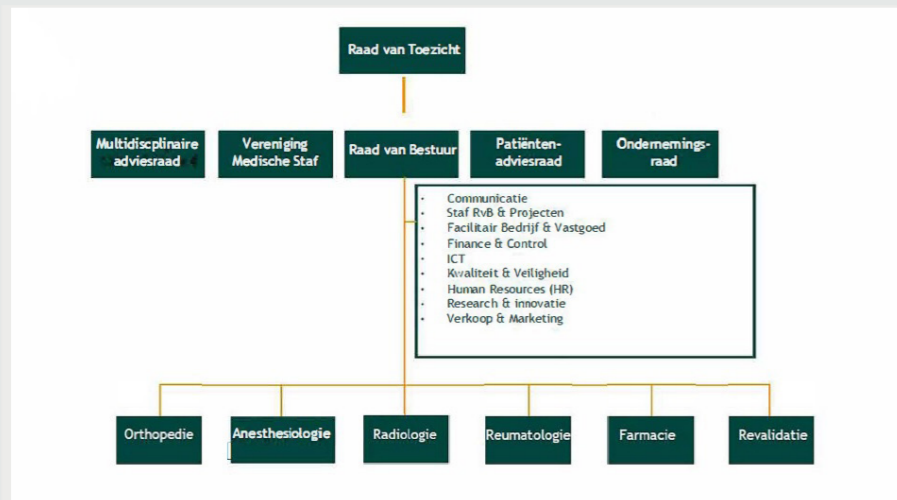 Raad van Toezicht
Multidiscplinaire
adviesraad
Vereniging
Medische Staf
Raad van Bestuur
Patiënten-
adviesraad
Ondernemings-
raad
· Communicatie
· Staf RvB & Projecten
· Facilitair Bedrijf & Vastgoed
· Finance & Control
· ICT
· Kwaliteit & Veiligheid
· Human Resources (HR)
· Research & innovatie
· Verkoop & Marketing
Orthopedie
Anesthesiologie
Radiologie
Reumatologie
Farmacie
Revalidatie